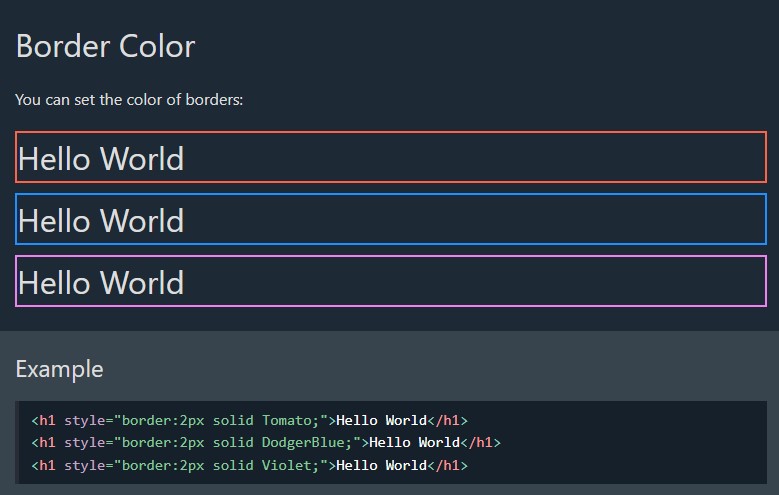 Border Color
You can set the color of borders:
Hello World
Hello World
Hello World
Example
<h1 style="border:2px solid Tomato;">Hello World</h1>
<h1 style="border:2px solid DodgerBlue;">Hello World</h1>
<h1 style="border:2px solid Violet;">Hello World</h1>